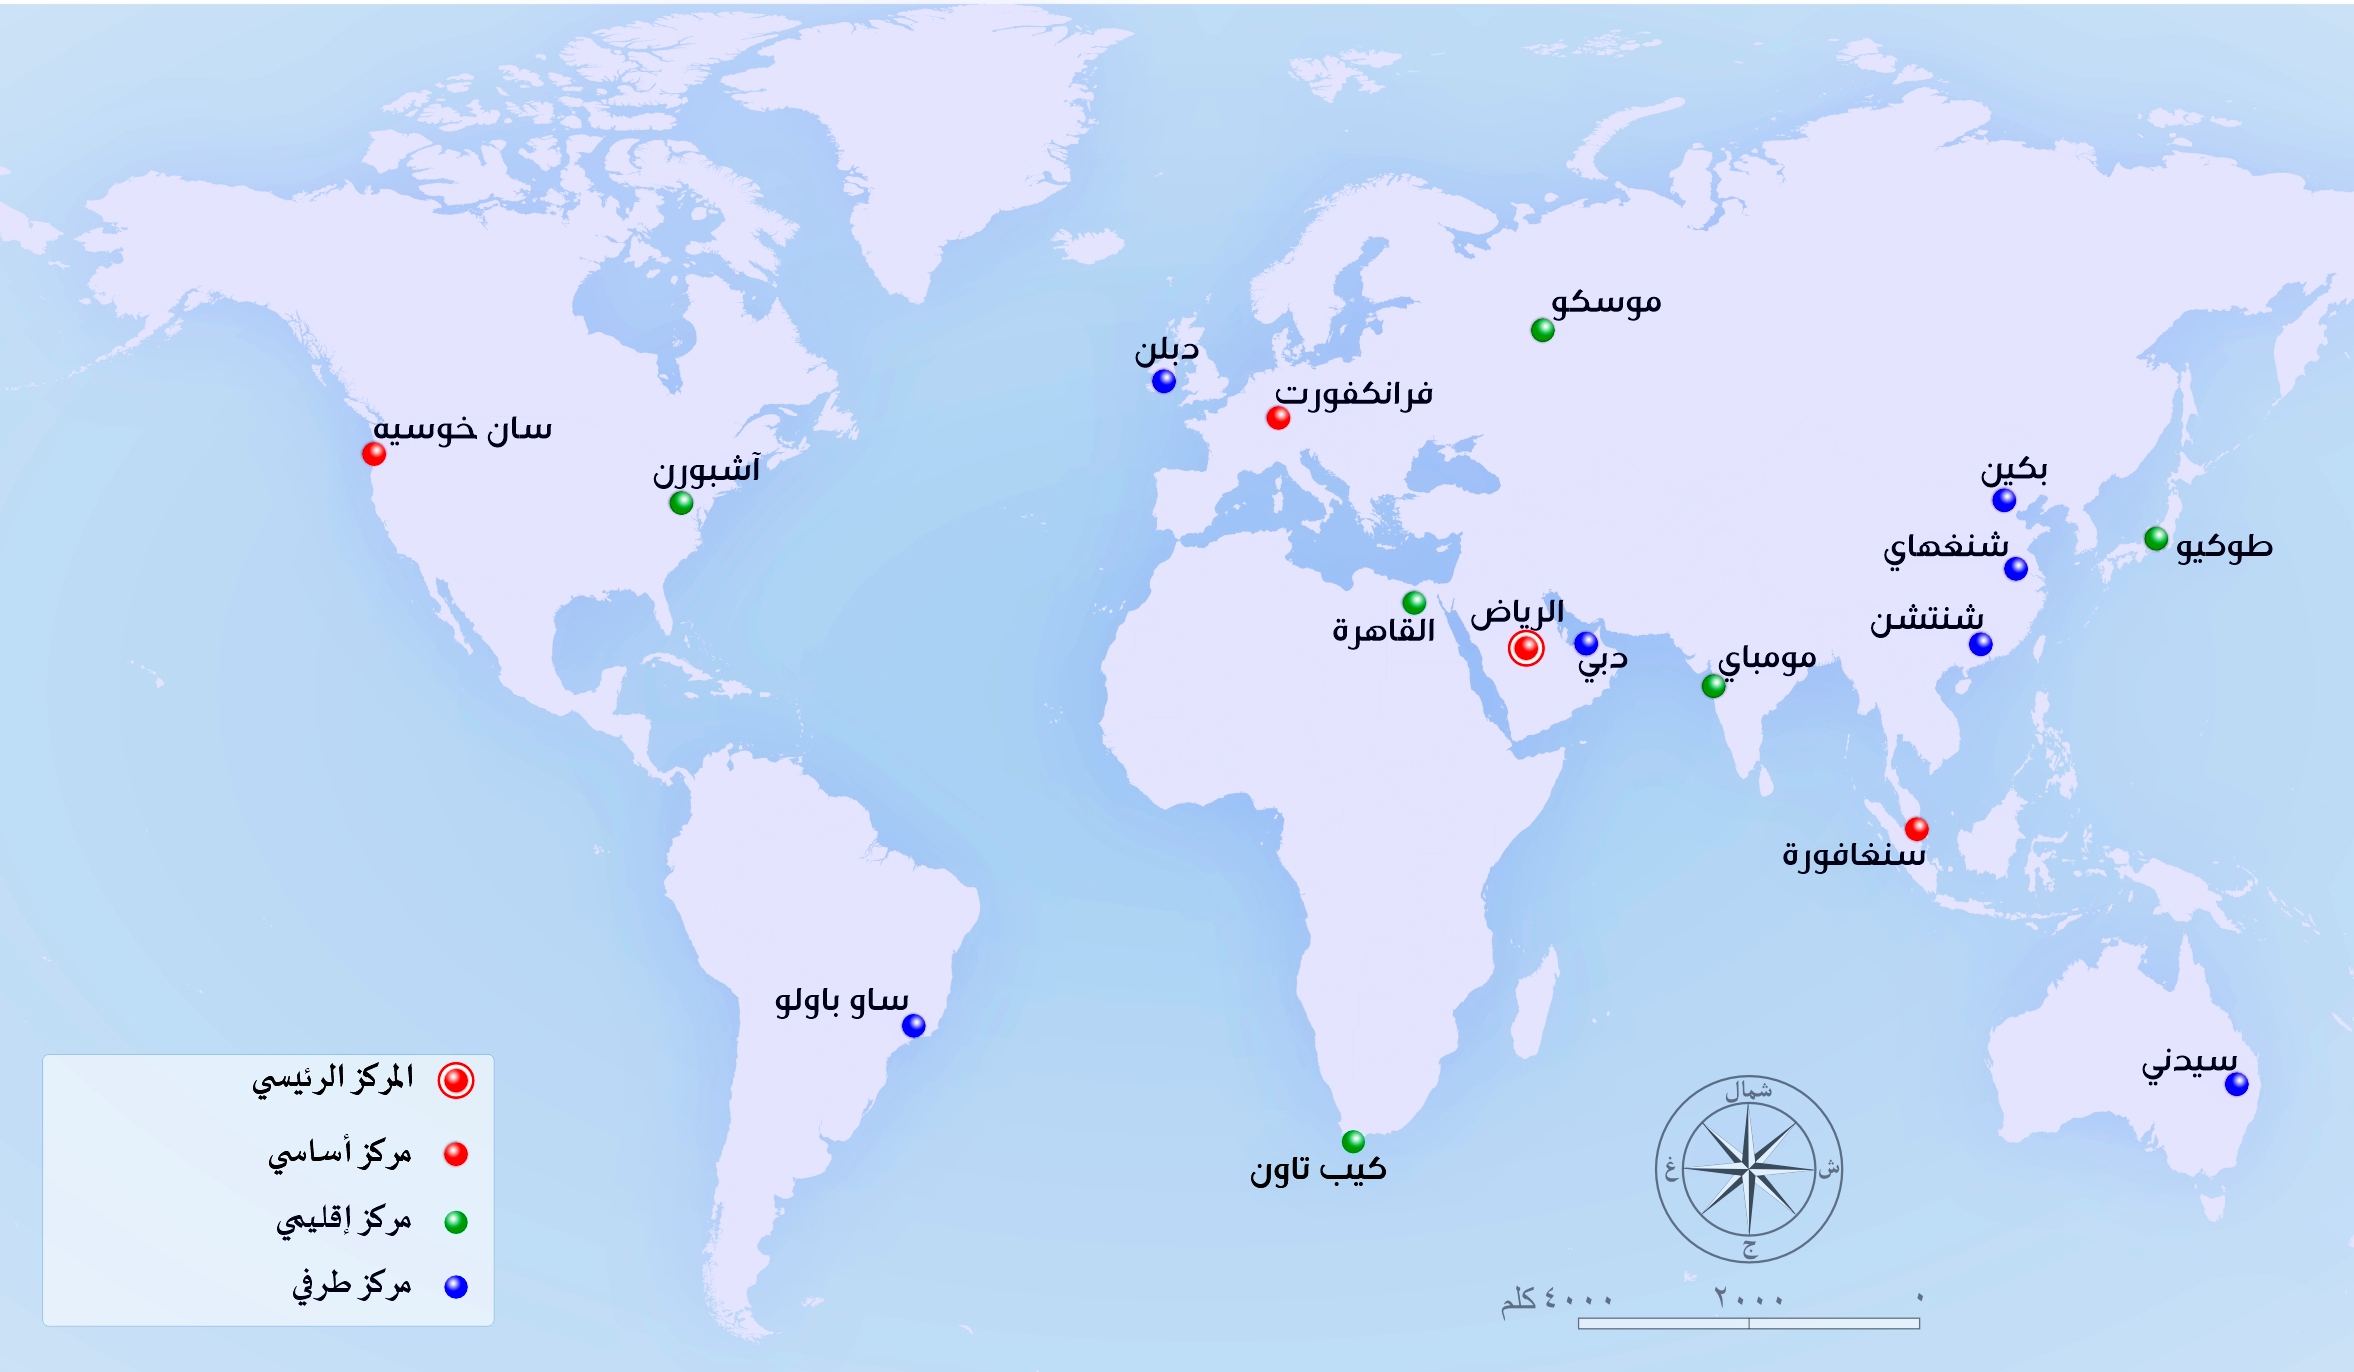 موسكو
دبلن
فرانكفورت
سان خوسيه
آشبورن
بكين
شنغهاي
طوكيو
الرياض
شنتشن
القاهرة
دبي
مومباي
سنغافورة
ساو باولو
سيدني
كيب تاون
المركز الرئيسي
مركز أساسي
مركز إقليمي
مركز طرفي
شمال
ش
غ
ج
٠
٢٠٠٠
٤٠٠٠ كلم